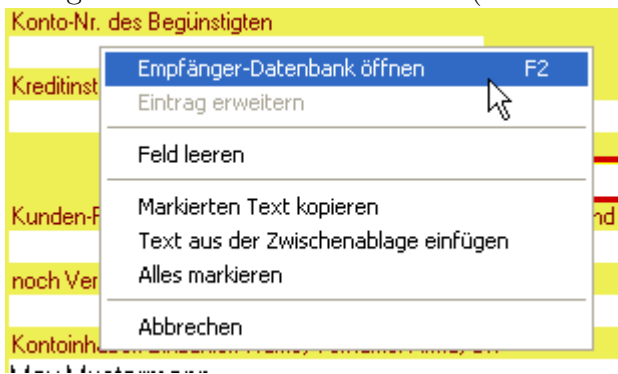 Konto-Nr. des Begünstigten
Empfänger-Datenbank öffnen F2
Kreditinst
Eintrag erweitern
Feld leeren
Markierten Text kopieren
Kunden-R
nd
Text aus der Zwischenablage einfügen
noch Ver
Alles markieren
Abbrechen
Kontoinh